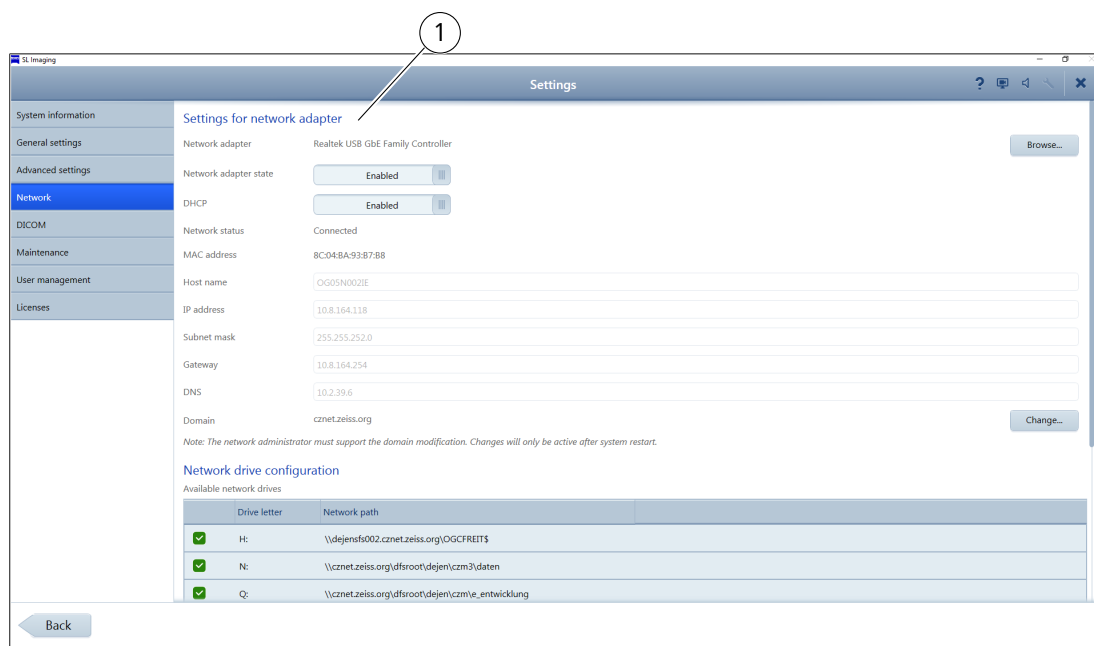 1
SL Imaging
Settings
?
System information
General settings
Advanced settings
Network
DICOM
Maintenance
User management
Licenses
Settings for network adapter
Network adapter Realtek USB GbE Family Controller Browse...
Network adapter state Enabled
DHCP Enabled
Network status Connected
MAC address 8C:04:BA:93:B7:B8
Host name OG05N002IE
IP address 10.8.164.118
Subnet mask 255.255.252.0
Gateway 10.8.164.254
DNS 10.2.39.6
Domain cznet.zeiss.org Change...
Note: The network administrator must support the domain modification. Changes will only be active after system restart.
Network drive configuration
Available network drives
Drive letter Network path
H: \\dejensfs002.cznet.zeiss.org\OGCFREIT$
N: \\cznet.zeiss.org\dfsroot\dejen\czm3\daten
Q: \\cznet.zeiss.org\dfsroot\dejen\czm\e_entwicklung
Back